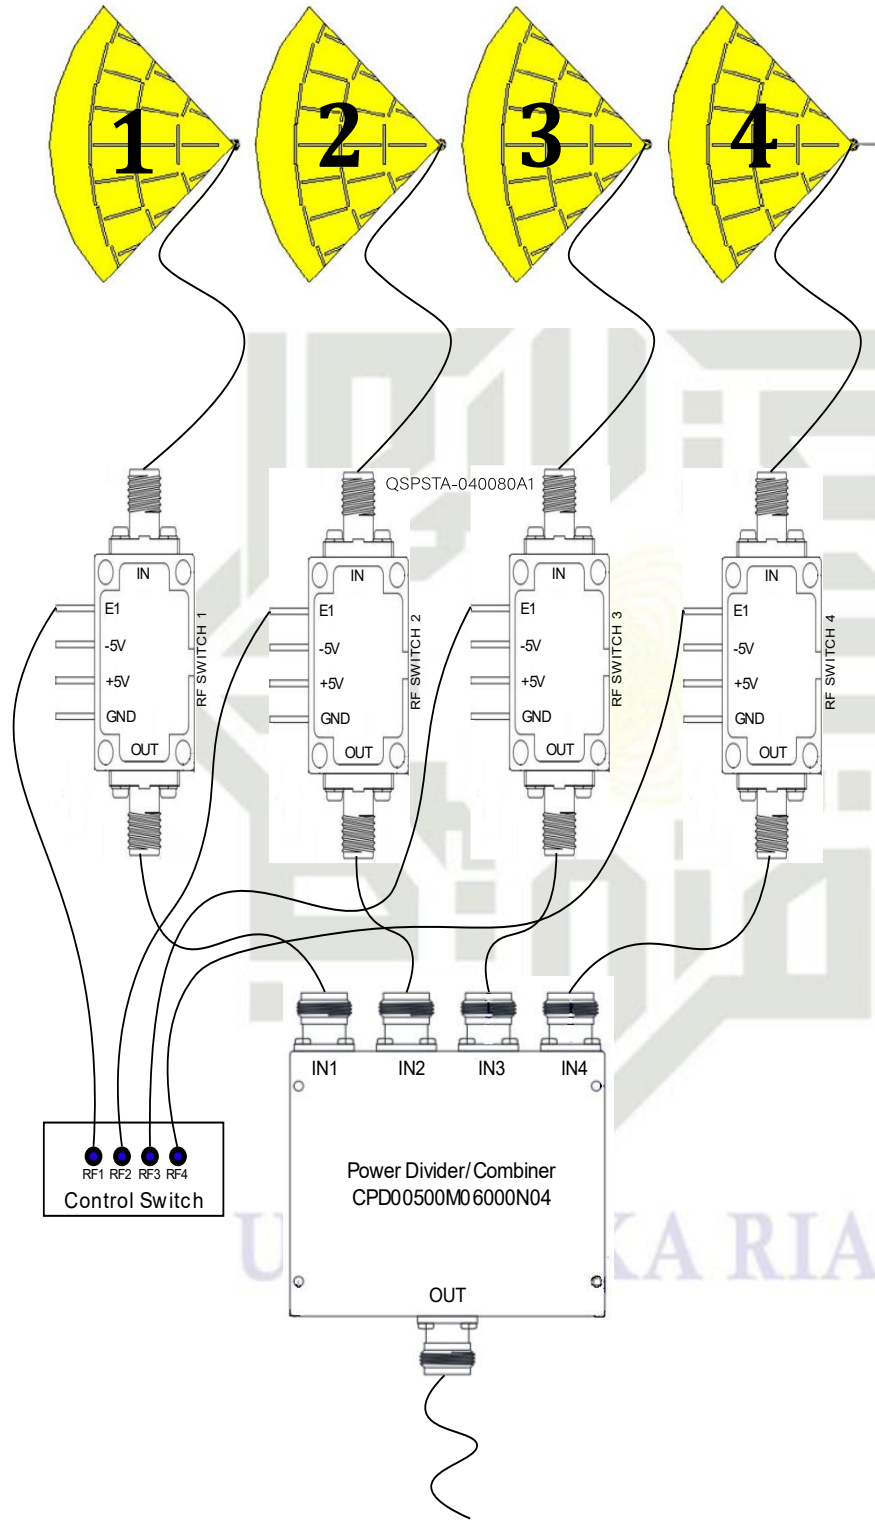 1 2 3 4
QSPSTA-040080A1
IN
E1
-5V
+5V
GND
OUT
RF SWITCH 1
IN
E1
-5V
+5V
GND
OUT
RF SWITCH 2
IN
E1
-5V
+5V
GND
OUT
RF SWITCH 3
IN
E1
-5V
+5V
GND
OUT
RF SWITCH 4
IN1 IN2 IN3 IN4
RF1 RF2 RF3 RF4
Control Switch
Power Divider/Combiner
CPD00500M06000N04
OUT
U KA RIA